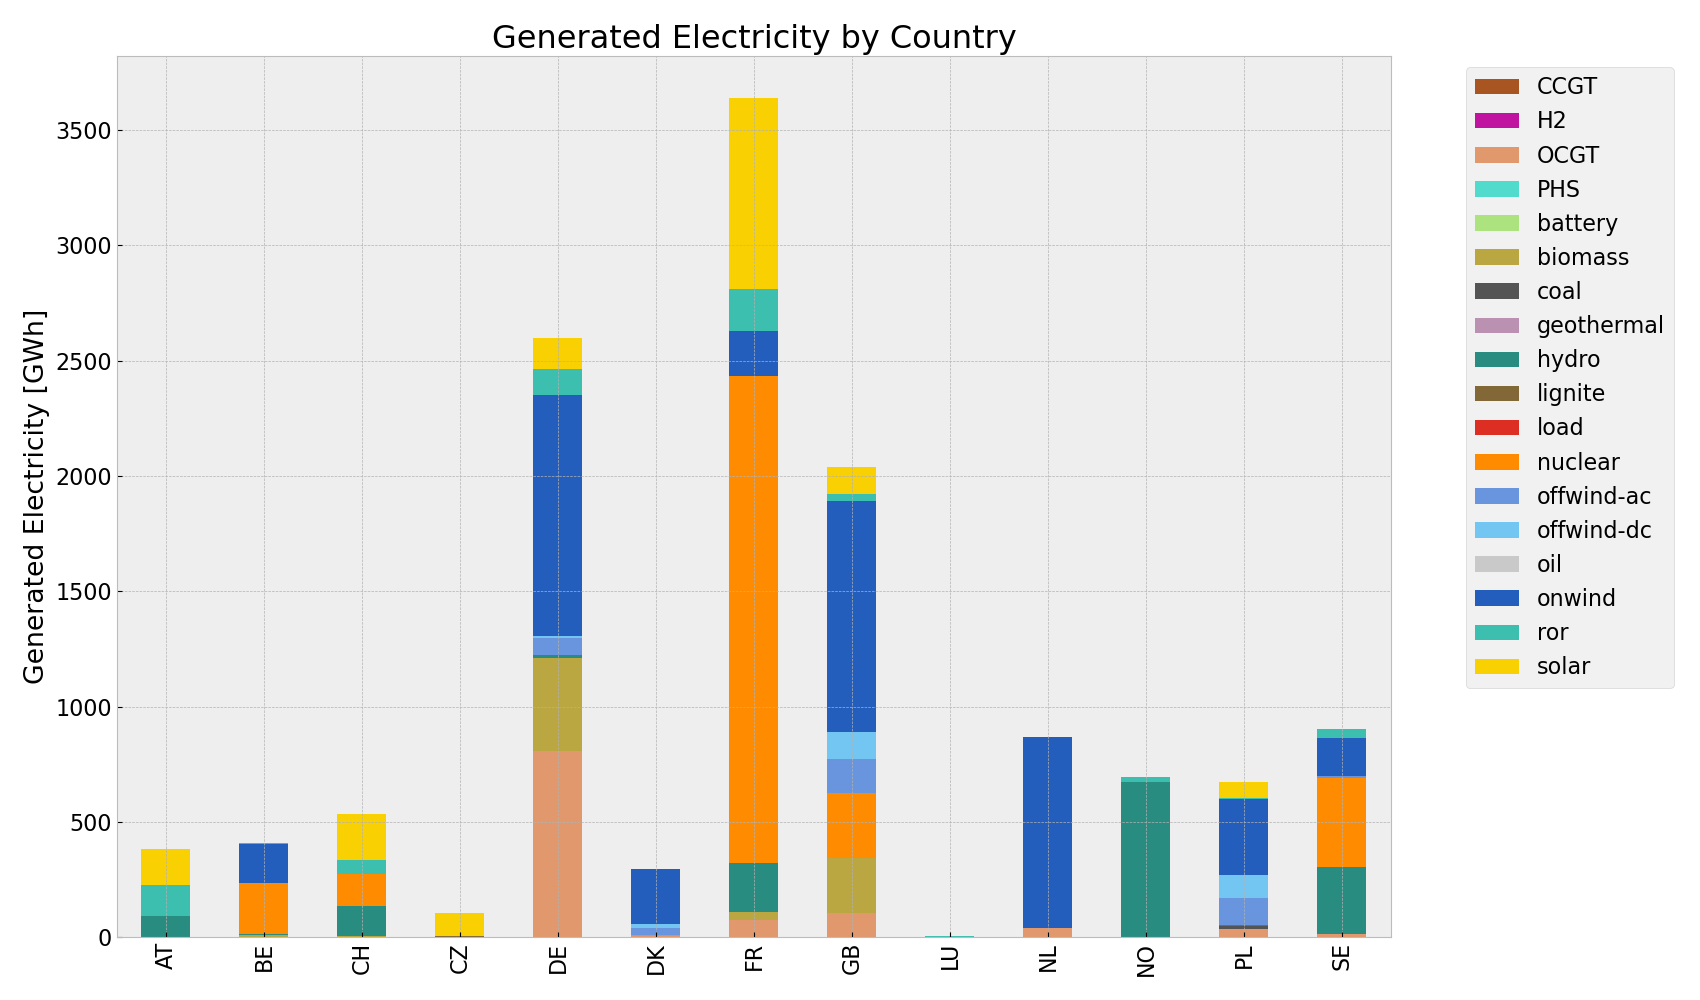 Generated Electricity by Country
Generated Electricity [GWh]
3500
3000
2500
2000
1500
1000
500
0
AT
BE
CH
CZ
DE
DK
FR
GB
LU
NL
NO
PL
SE
CCGT
H2
OCGT
PHS
battery
biomass
coal
geothermal
hydro
lignite
load
nuclear
offwind-ac
offwind-dc
oil
onwind
ror
solar